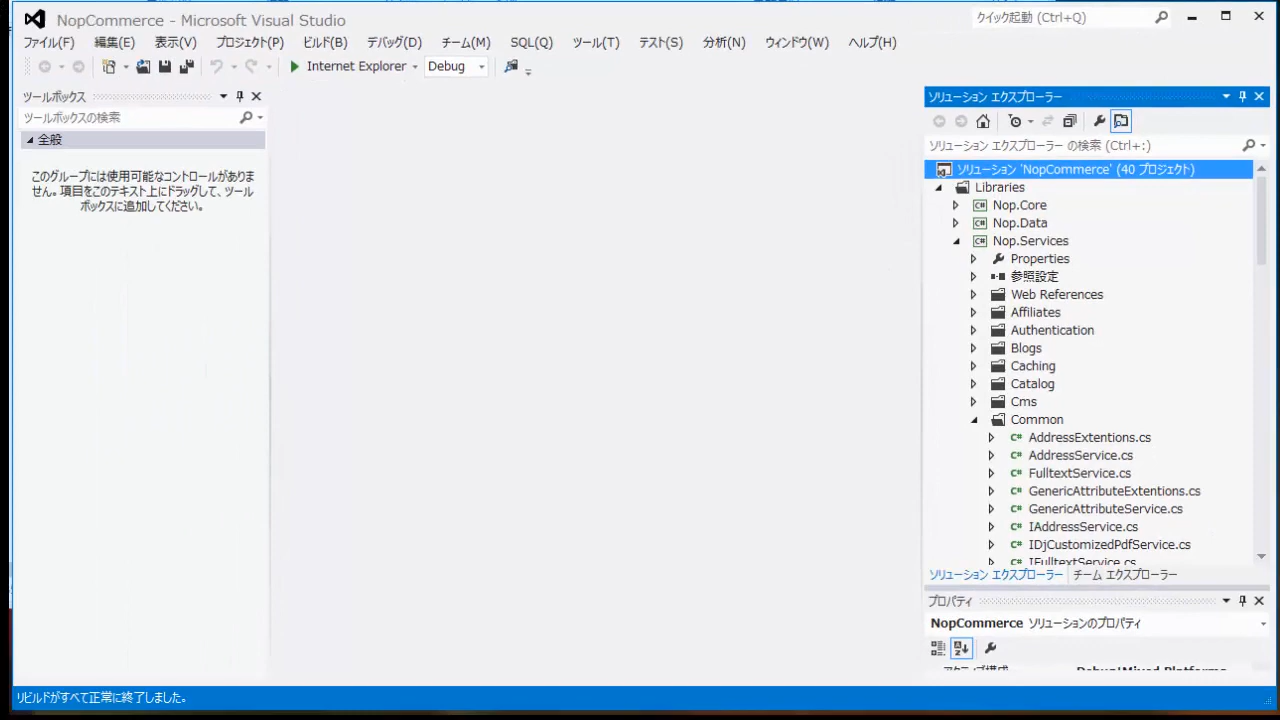 NopCommerce - Microsoft Visual Studio
クイック起動 (Ctrl+Q)
ファイル(F) 編集(E) 表示(V) プロジェクト(P) ビルド(B) デバッグ(D) チーム(M) SQL(Q) ツール(T) テスト(S) 分析(N) ウィンドウ(W) ヘルプ(H)
Internet Explorer Debug
ツールボックス
ツールボックスの検索
全般
このグループには使用可能なコントロールがありま
せん。項目をこのテキスト上にドラッグして、ツール
ボックスに追加してください。
ソリューション エクスプローラー
ソリューション エクスプローラー の検索 (Ctrl+:)
ソリューション 'NopCommerce' (40 プロジェクト)
Libraries
Nop.Core
Nop.Data
Nop.Services
Properties
参照設定
Web References
Affiliates
Authentication
Blogs
Caching
Catalog
Cms
Common
AddressExtentions.cs
AddressService.cs
FulltextService.cs
GenericAttributeExtentions.cs
GenericAttributeService.cs
IAddressService.cs
IDjCustomizedPdfService.cs
IFulltextService.cs
ソリューション エクスプローラー チーム エクスプローラー
プロパティ
NopCommerce ソリューションのプロパティ
アクティブ構成 Debug|Mixed Platforms
リビルドがすべて正常に終了しました。